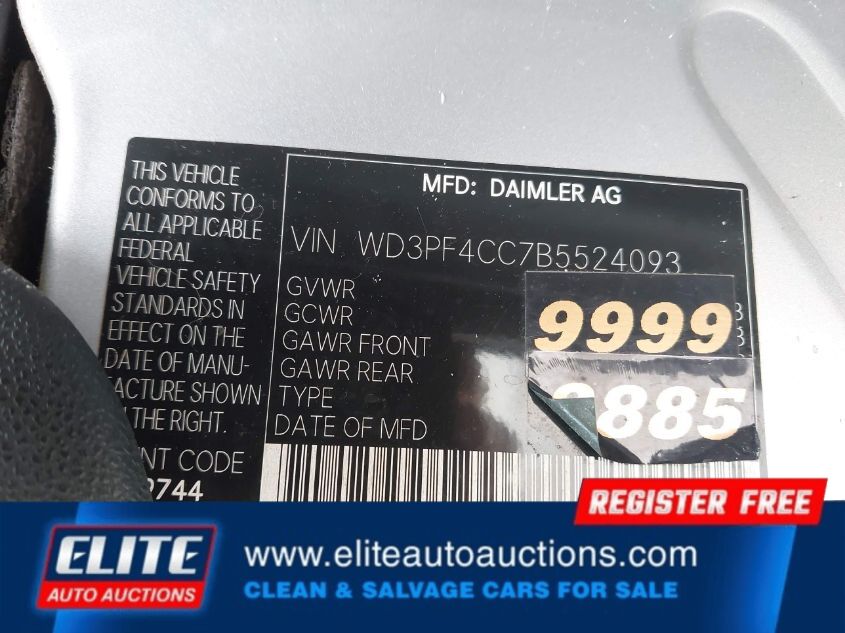 THIS VEHICLE
CONFORMS TO
ALL APPLICABLE
FEDERAL
VEHICLE SAFETY
STANDARDS IN
EFFECT ON THE
DATE OF MANU-
FACTURE SHOWN
THE RIGHT.
CODE
744
MFD: DAIMLER AG
VIN WD3PF4CC7B5524093
GVWR
GCWR
GAWR FRONT
GAWR REAR
TYPE
DATE OF MFD
9999
885
REGISTER FREE
ELITE
AUTO AUCTIONS
www.eliteautoauctions.com
CLEAN & SALVAGE CARS FOR SALE